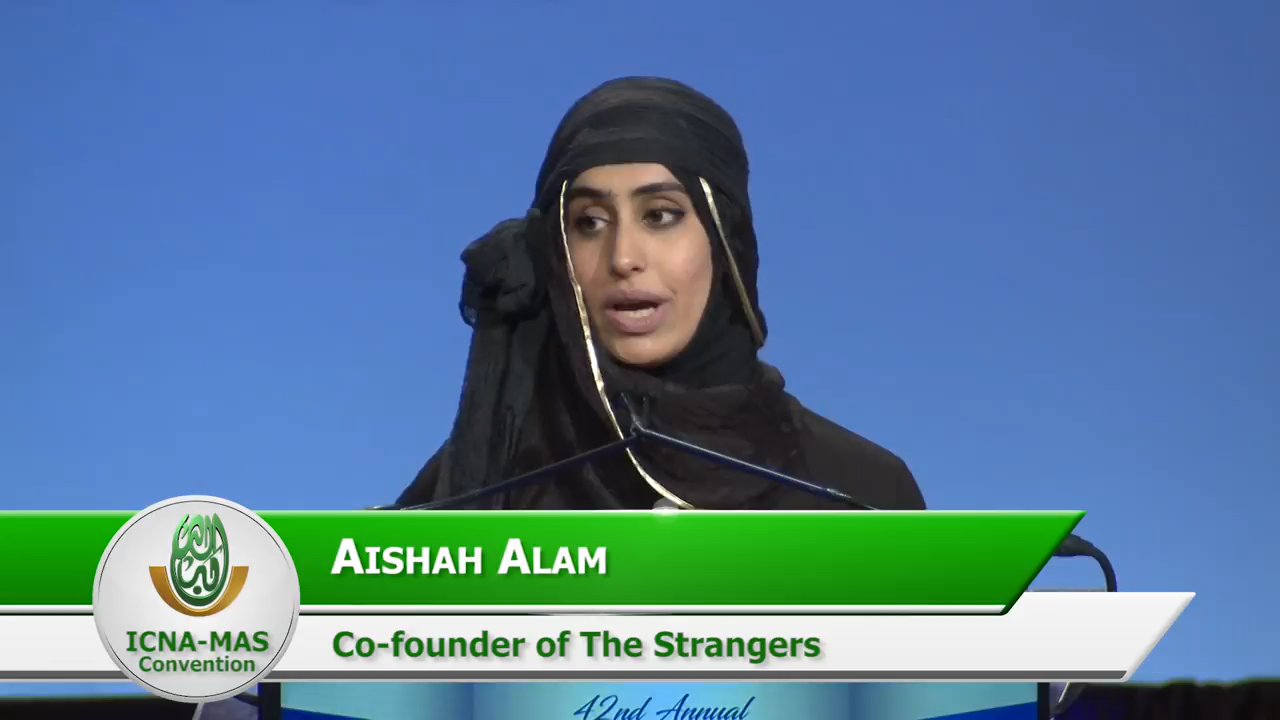 AISHAH ALAM
ICNA-MAS
Convention
Co-founder of The Strangers
42nd Annual